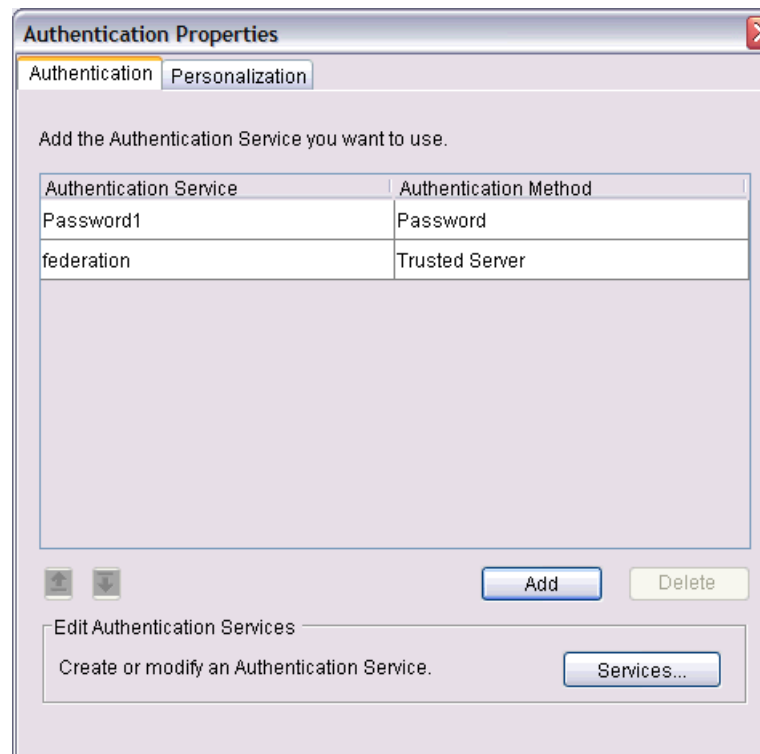 Authentication Properties
Authentication Personalization
Add the Authentication Service you want to use.
Authentication Service Authentication Method
Password1 Password
federation Trusted Server
Add Delete
Edit Authentication Services
Create or modify an Authentication Service. Services...